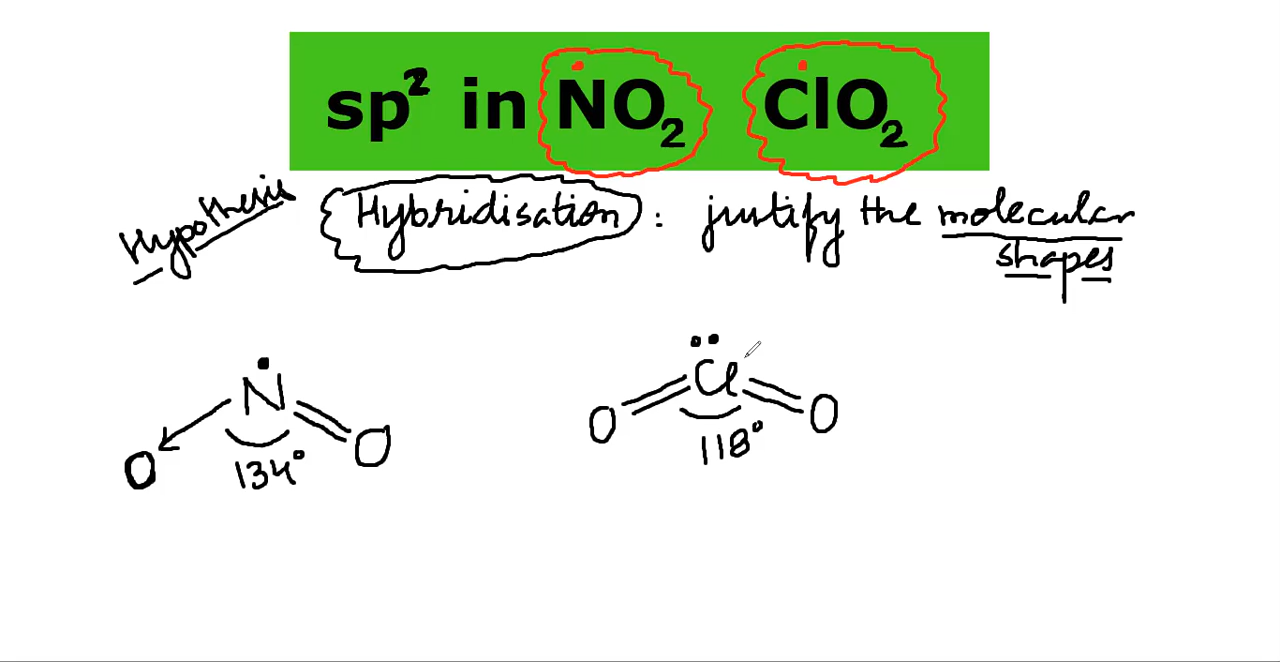 sp² in NO₂ ClO₂
Hypothesis Hybridisation : justify the molecular
shapes
N Cl
O O O O
134° 118°